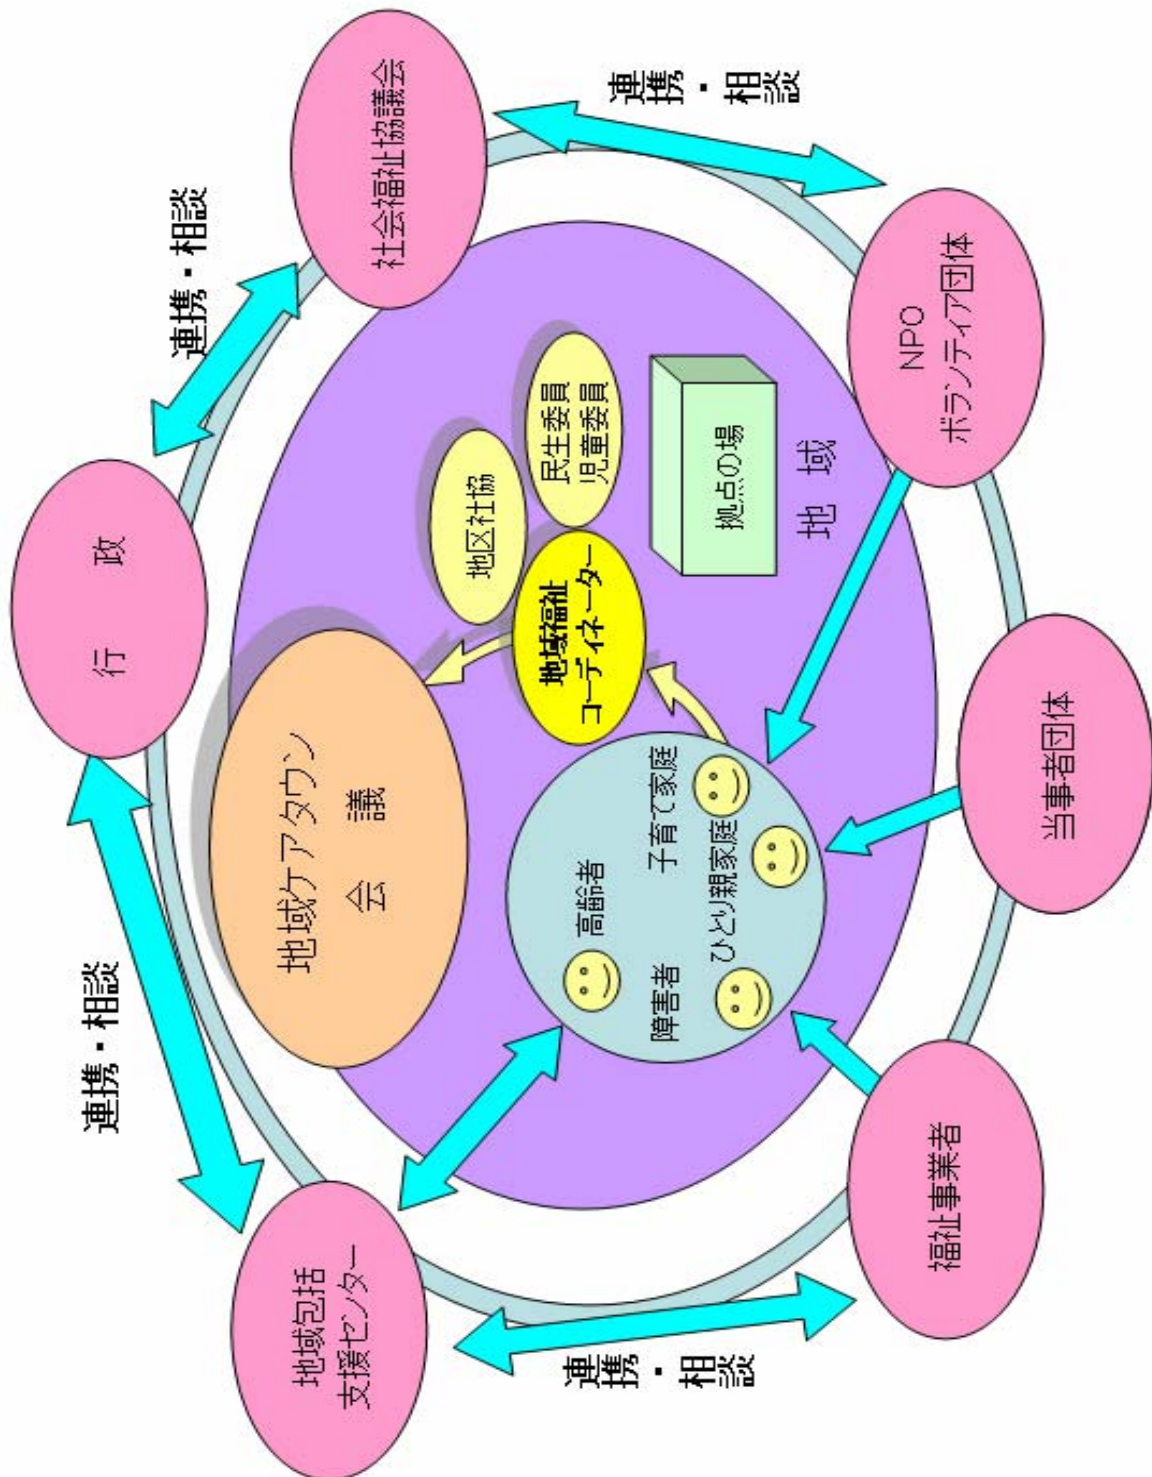 連携・相談
連携・相談
行　政
地域包括
支援センター
社会福祉協議会
地域ケアタウン
会　議
地区社協
地域福祉
コーディネーター
民生委員
児童委員
高齢者
障害者
子育て家庭
ひとり親家庭
拠点の場
地　域
連携・相談
連携・相談
福祉事業者
当事者団体
NPO
ボランティア団体